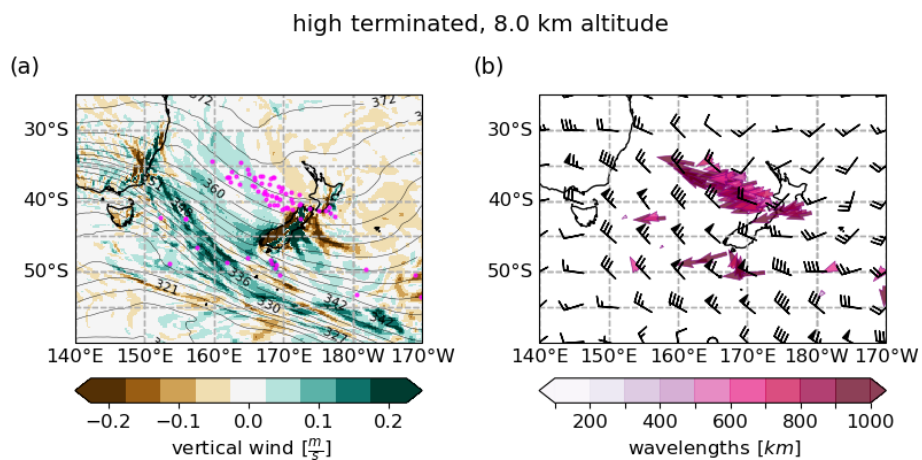 high terminated, 8.0 km altitude
(a)
(b)
372
372
360
336
330
321
342
30°S
40°S
50°S
140°E 150°E 160°E 170°E 180° 170°W
30°S
40°S
50°S
140°E 150°E 160°E 170°E 180° 170°W
−0.2 −0.1 0.0 0.1 0.2
vertical wind [m/s]
200 400 600 800 1000
wavelengths [km]